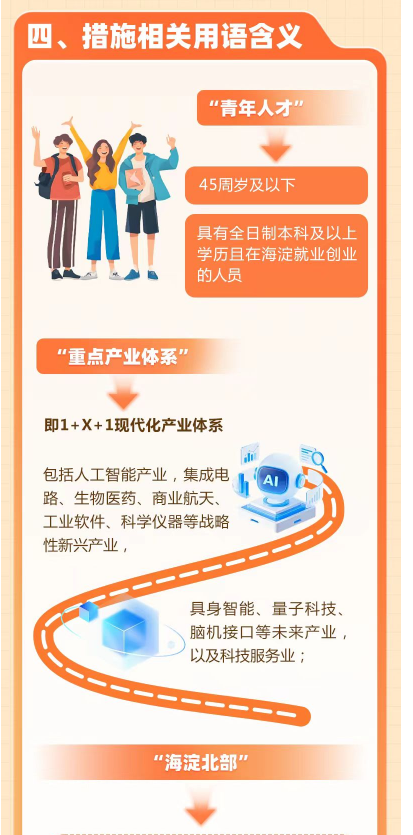 四、措施相关用语含义
“青年人才”
45周岁及以下
具有全日制本科及以上
学历且在海淀就业创业
的人员
“重点产业体系”
即1+X+1现代化产业体系
包括人工智能产业，集成电
路、生物医药、商业航天、
工业软件、科学仪器等战略
性新兴产业，
AI
具身智能、量子科技、
脑机接口等未来产业，
以及科技服务业；
“海淀北部”